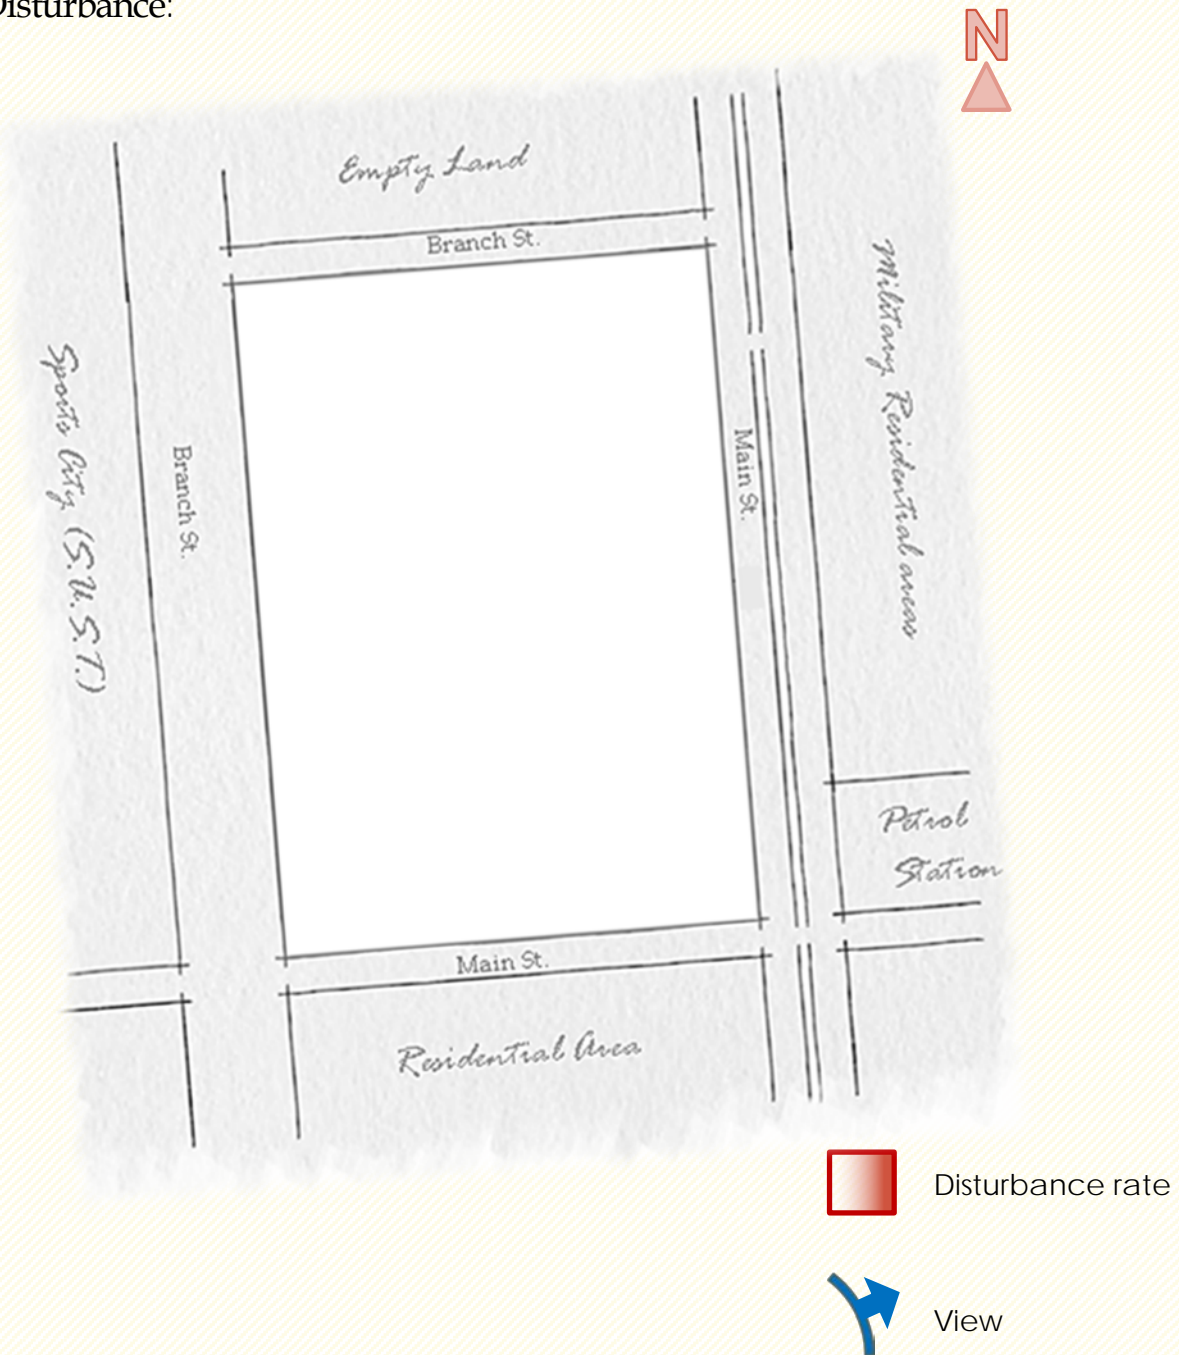 Disturbance:
N
Empty Land
Branch St.
Military Residential areas
Sports City (S.U.S.T.)
Branch St.
Main St.
Petrol
Station
Main St.
Residential Area
Disturbance rate
View